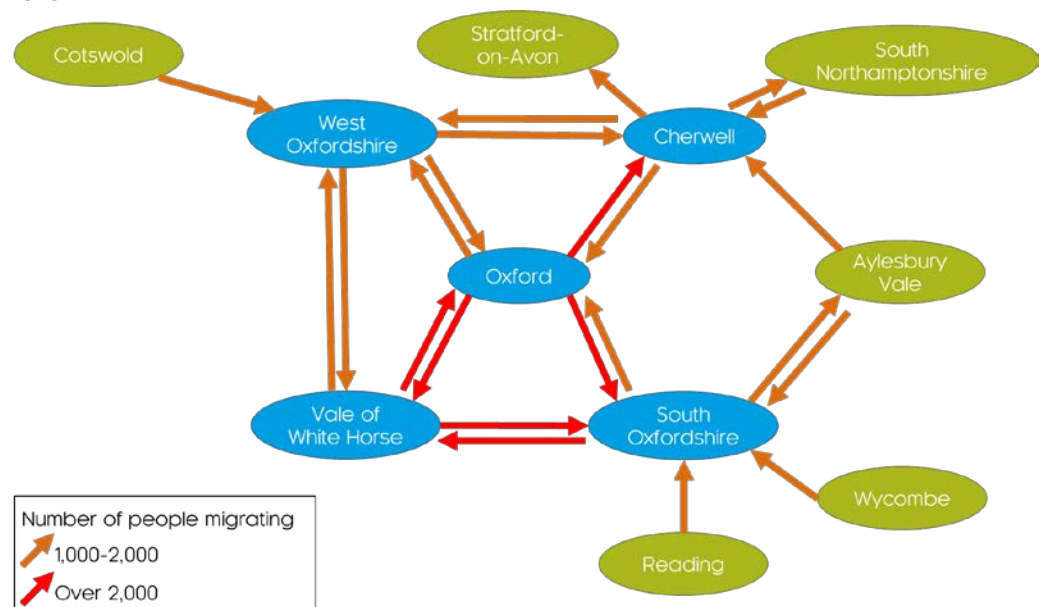 Cotswold
Stratford-
on-Avon
South
Northamptonshire
West
Oxfordshire
Cherwell
Oxford
Aylesbury
Vale
Vale of
White Horse
South
Oxfordshire
Wycombe
Reading
Number of people migrating
1,000-2,000
Over 2,000